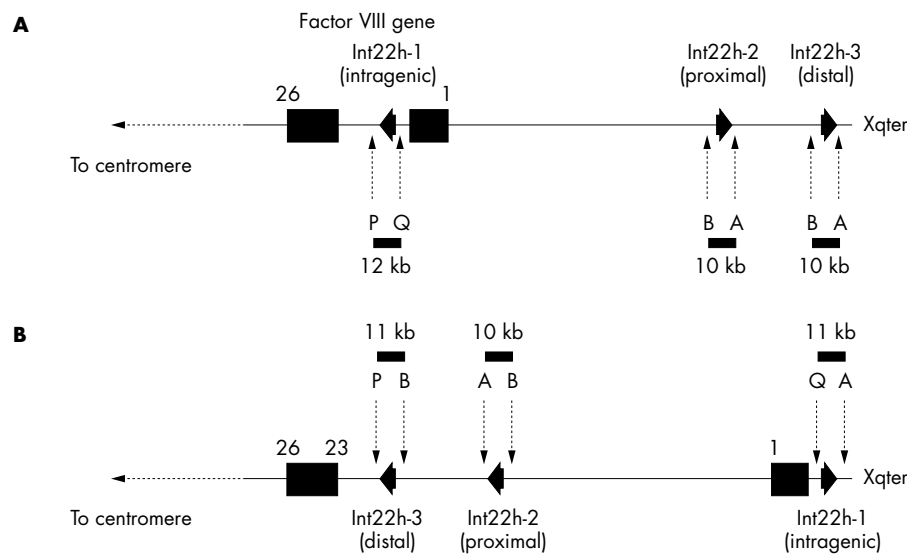 A
Factor VIII gene
Int22h-1
(intragenic)
Int22h-2
(proximal)
Int22h-3
(distal)
26
1
Xqter
To centromere
P Q
B A
B A
12 kb
10 kb
10 kb
B
11 kb
10 kb
11 kb
P B
A B
Q A
26
23
1
Xqter
To centromere
Int22h-3
(distal)
Int22h-2
(proximal)
Int22h-1
(intragenic)